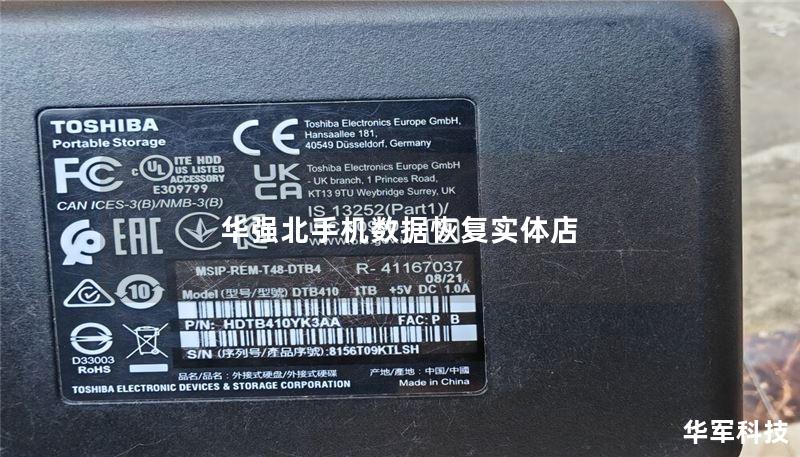 TOSHIBA
Portable Storage
Toshiba Electronics Europe GmbH,
Hansaallee 181,
40549 Düsseldorf, Germany
FC
c UL US
ITE HDD
US LISTED
ACCESSORY
E309799
UK
CA
Toshiba Electronics Europe GmbH
- UK branch, 1 Princes Road,
KT13 9TU Weybridge Surrey, UK
CAN ICES-3(B)/NMB-3(B)
IS 13252(Part1)/
EAC
华强北手机数据恢复实体店
MSIP-REM-T48-DTB4
R- 41167037
08/21
Model (型号/型號) DTB410 1TB +5V DC 1.0A
10
P/N: HDTB410YK3AA FAC: P B
D33003
RoHS
S/N (序列号/產品序號):8156T09KTLSH
品名/品名: 外接式硬盘/外接式硬碟
产地/產地: 中国/中國
TOSHIBA ELECTRONIC DEVICES & STORAGE CORPORATION
Made in China
华军科技